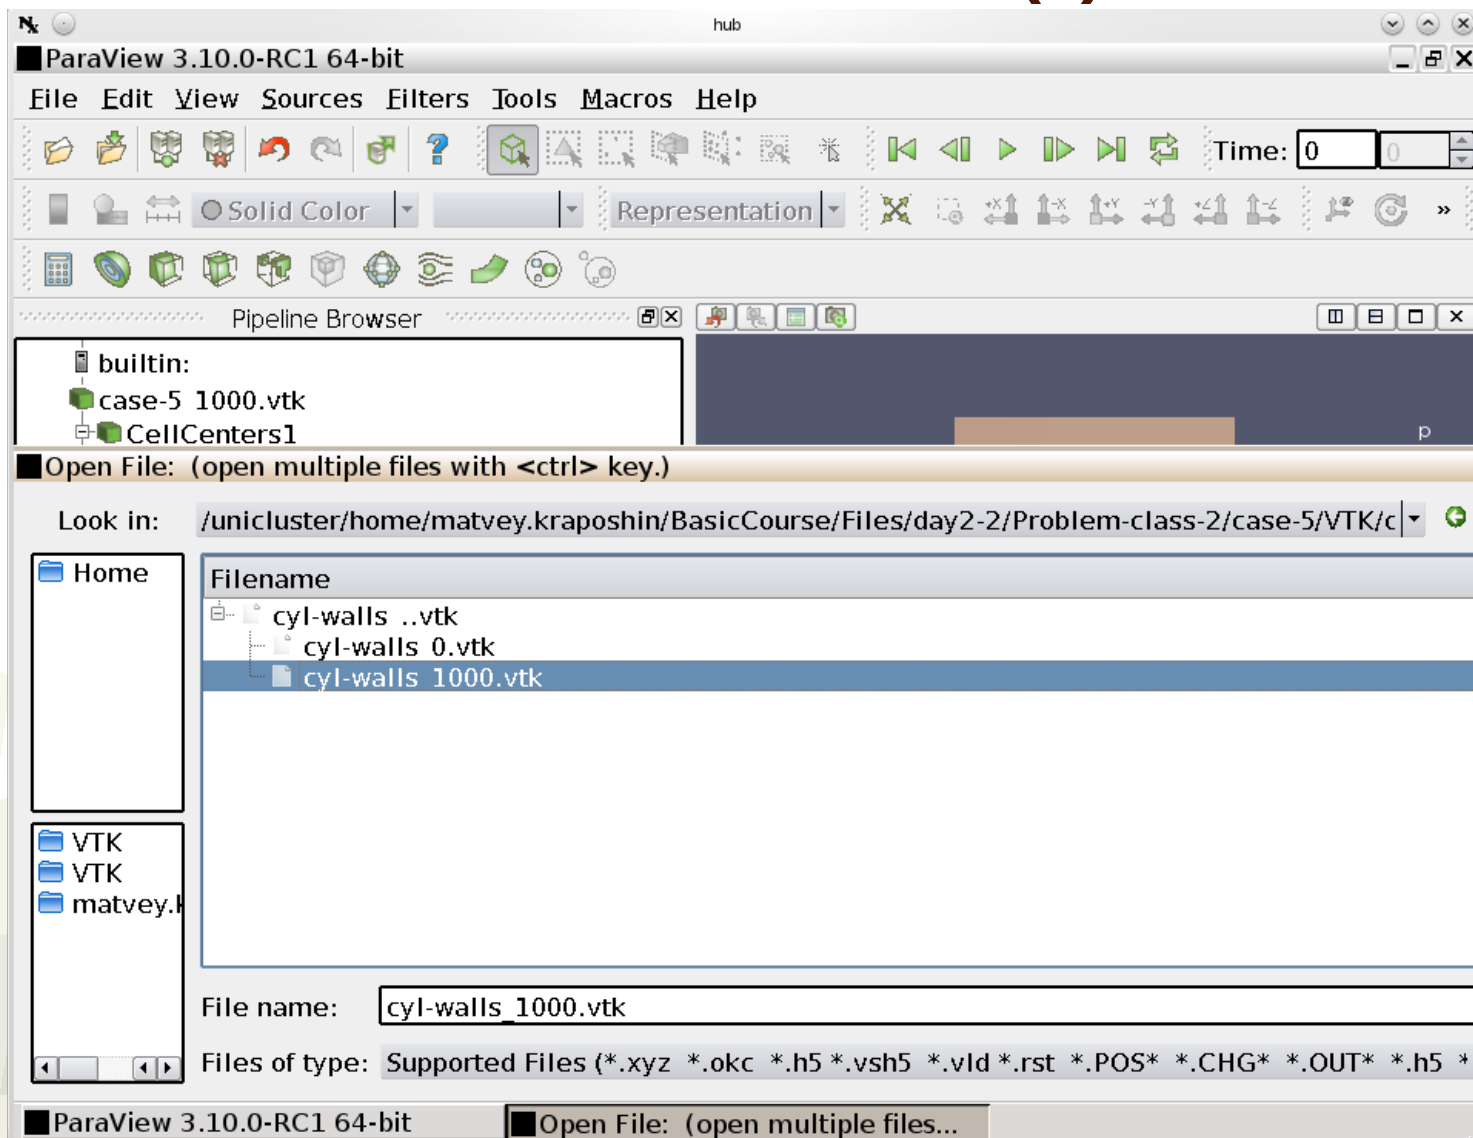 hub
ParaView 3.10.0-RC1 64-bit
File Edit View Sources Filters Tools Macros Help
Time: 0 0
Solid Color Representation
Pipeline Browser
builtin:
case-5 1000.vtk
CellCenters1
p
Open File: (open multiple files with <ctrl> key.)
Look in: /unicluster/home/matvey.kraposhin/BasicCourse/Files/day2-2/Problem-class-2/case-5/VTK/c
Home
Filename
cyl-walls ..vtk
cyl-walls 0.vtk
cyl-walls 1000.vtk
VTK
VTK
matvey.k
File name: cyl-walls_1000.vtk
Files of type: Supported Files (*.xyz *.okc *.h5 *.vsh5 *.vld *.rst *.POS* *.CHG* *.OUT* *.h5 *
ParaView 3.10.0-RC1 64-bit
Open File: (open multiple files...